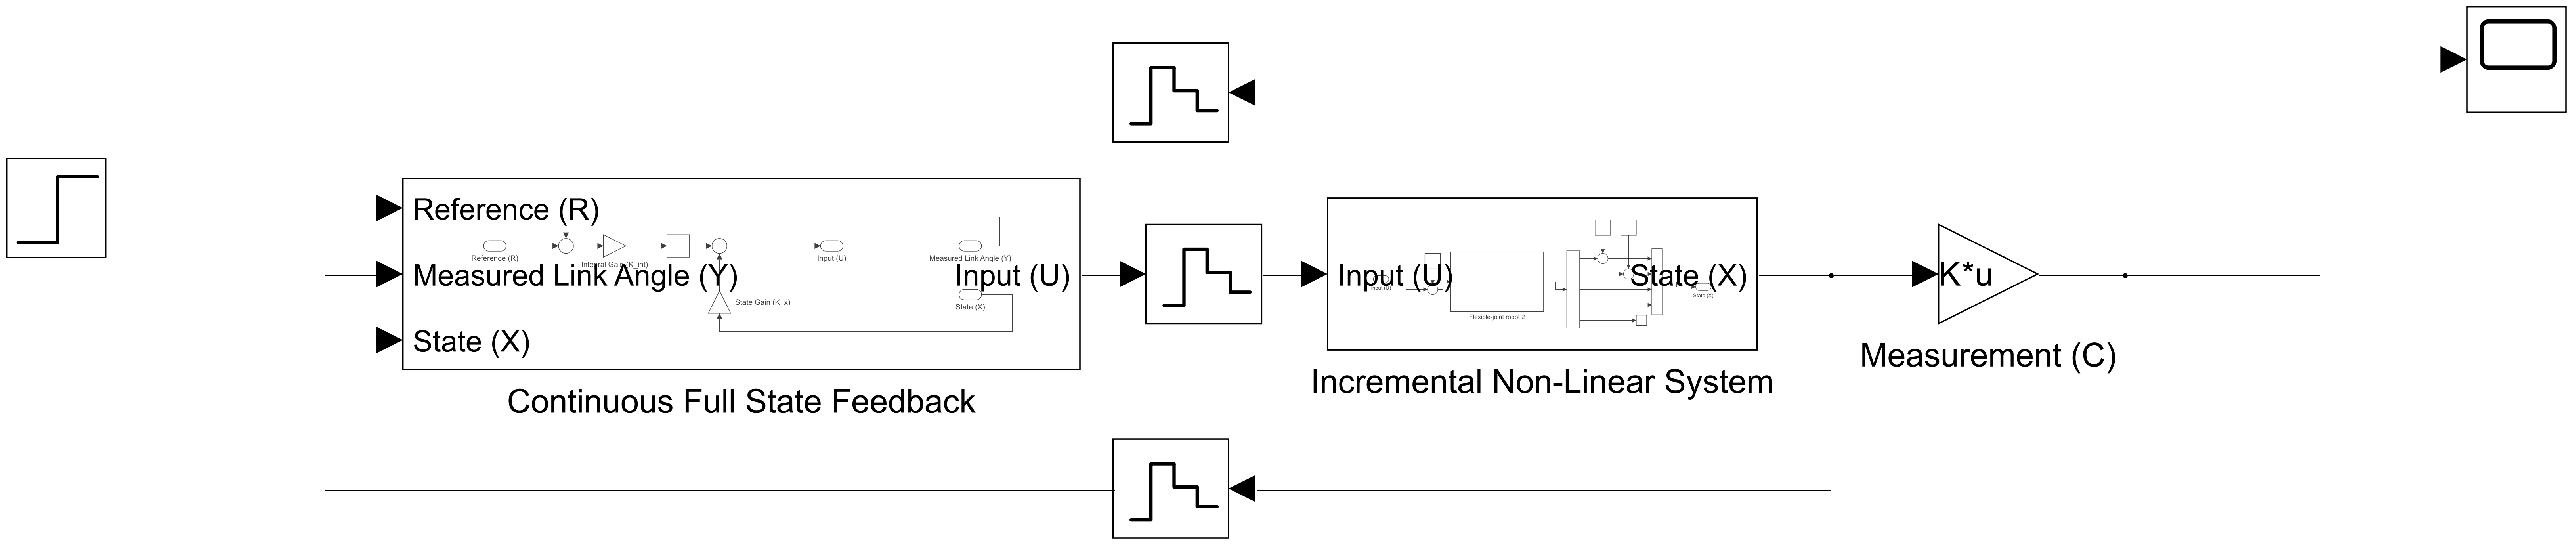 Reference (R)
Reference (R)
Integral Gain (K_int)
Input (U)
Measured Link Angle (Y)
Measured Link Angle (Y)
State Gain (K_x)
State (X)
Input (U)
State (X)
Continuous Full State Feedback
Input (U)
Input (U)
Flexible-joint robot 2
State (X)
State (X)
Incremental Non-Linear System
K*u
Measurement (C)